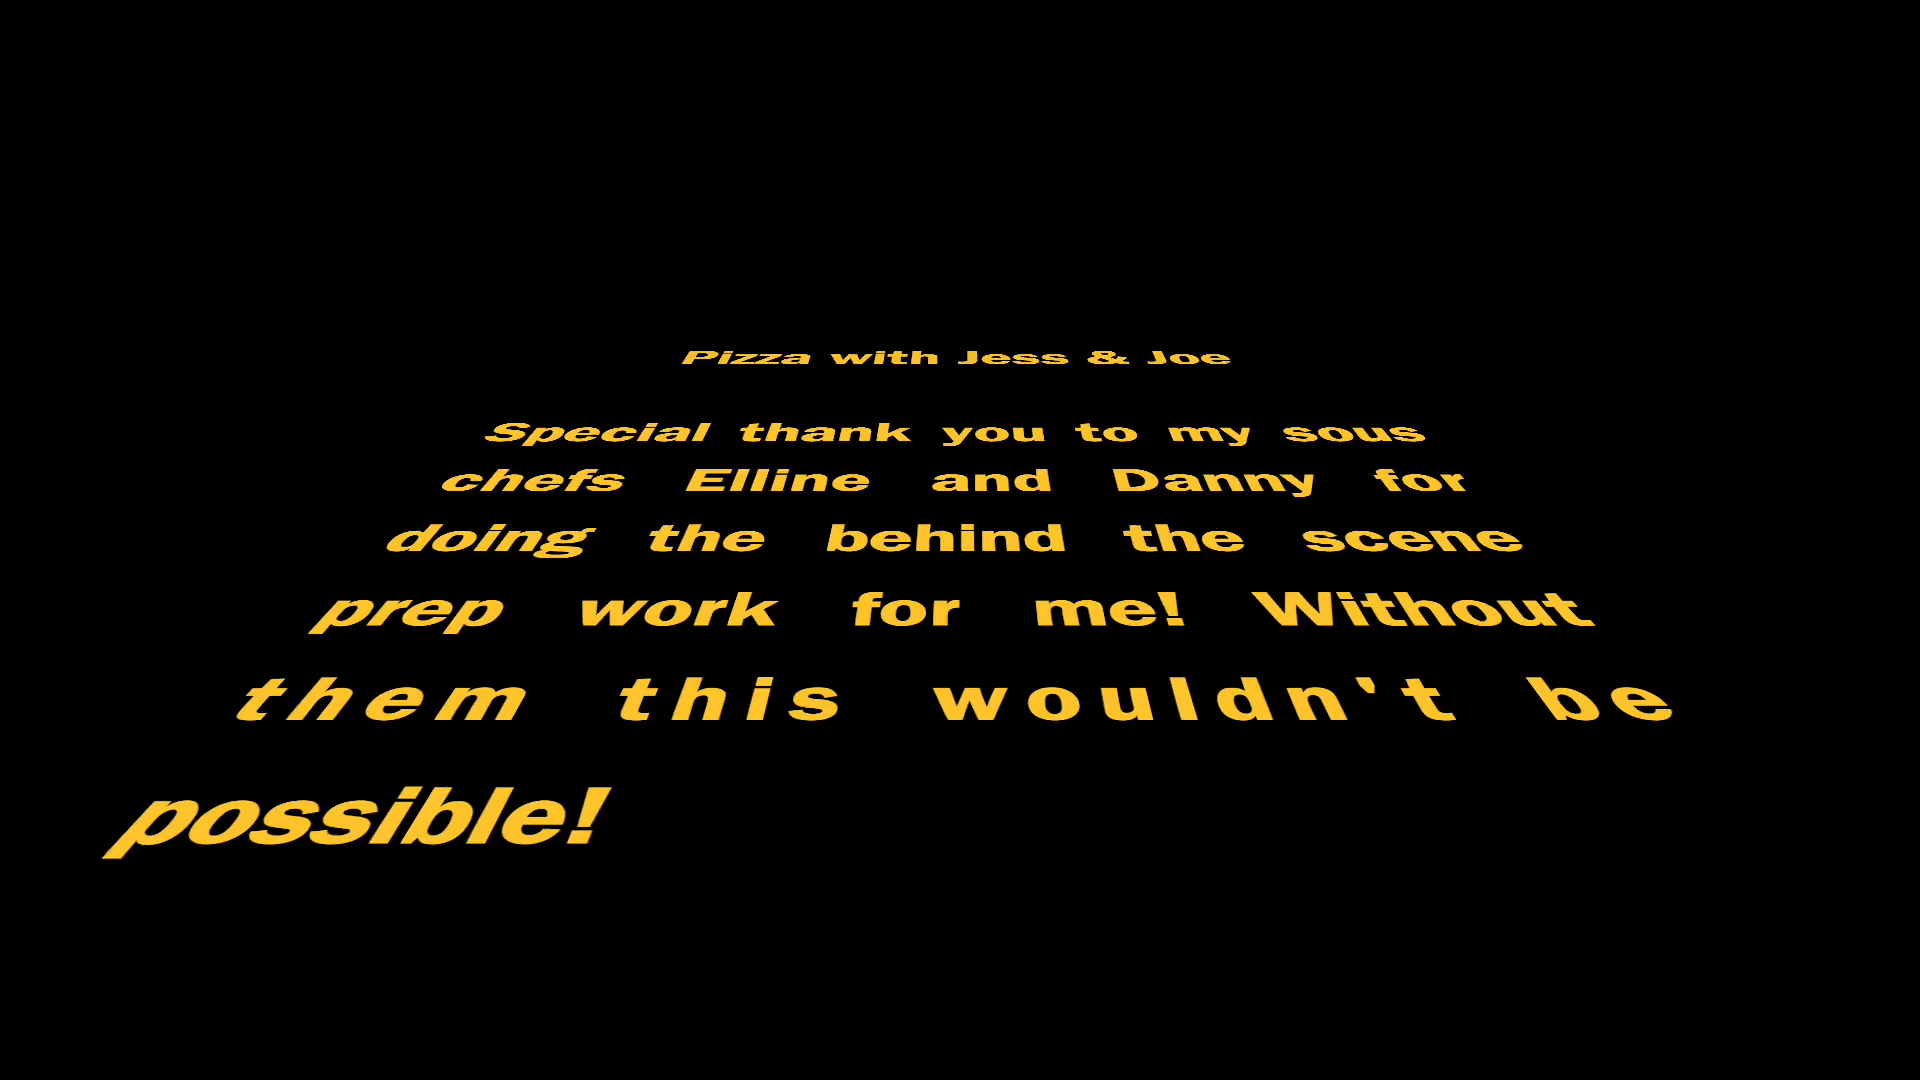 Pizza with Jess & Joe
Special thank you to my sous
chefs Elline and Danny for
doing the behind the scene
prep work for me! Without
them this wouldn't be
possible!